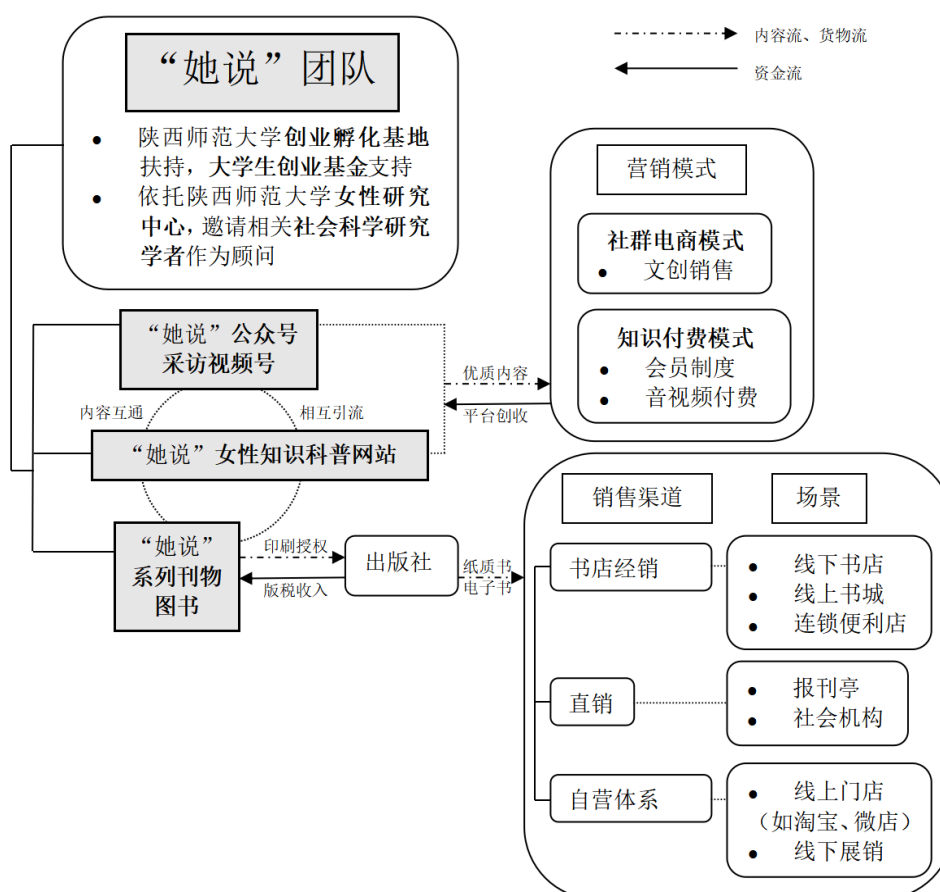 “她说”团队
● 陕西师范大学创业孵化基地
扶持，大学生创业基金支持
● 依托陕西师范大学女性研究
中心，邀请相关社会科学研究
学者作为顾问
内容流、货物流
资金流
营销模式
社群电商模式
● 文创销售
知识付费模式
● 会员制度
● 音视频付费
“她说”公众号
采访视频号
优质内容
平台创收
内容互通
相互引流
“她说”女性知识科普网站
“她说”
系列刊物
图书
印刷授权
版税收入
出版社
纸质书
电子书
销售渠道
场景
书店经销
● 线下书店
● 线上书城
● 连锁便利店
直销
● 报刊亭
● 社会机构
自营体系
● 线上门店
（如淘宝、微店）
● 线下展销